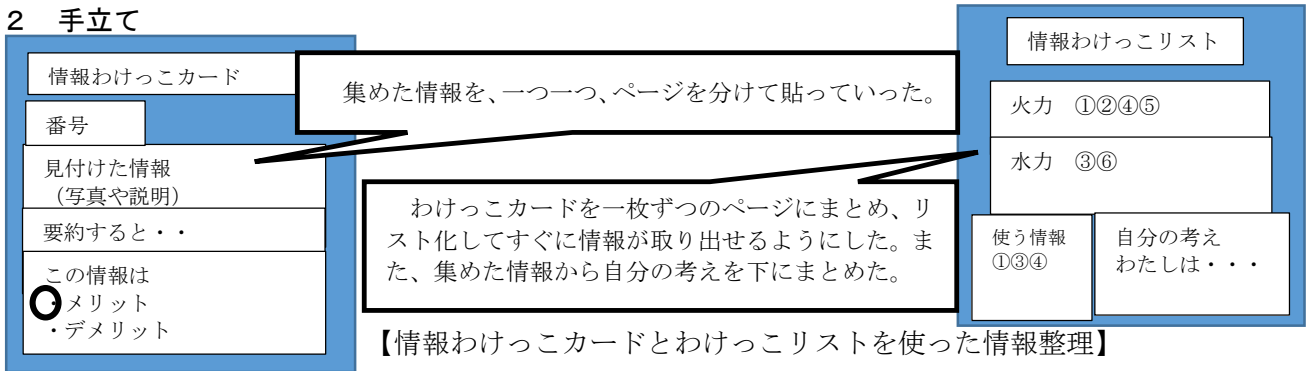 ２　手立て
情報わけっこカード
番号
見付けた情報
（写真や説明）
要約すると・・
この情報は
・メリット
・デメリット
集めた情報を、一つ一つ、ページを分けて貼っていった。
わけっこカードを一枚ずつのページにまとめ、リ
スト化してすぐに情報が取り出せるようにした。ま
た、集めた情報から自分の考えを下にまとめた。
情報わけっこリスト
火力　①②④⑤
水力　③⑥
使う情報
①③④
自分の考え
わたしは・・・
【情報わけっこカードとわけっこリストを使った情報整理】